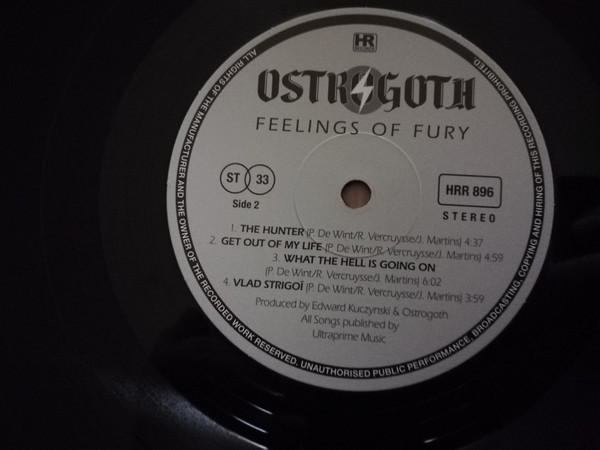 HR
RECORDS
OSTROGOTH
FEELINGS OF FURY
ST 33
Side 2
HRR 896
STEREO
1. THE HUNTER (P. De Wint/R. Vercruysse/J. Martins) 4:37
2. GET OUT OF MY LIFE (P. De Wint/R. Vercruysse/J. Martins) 4:59
3. WHAT THE HELL IS GOING ON
(P. De Wint/R. Vercruysse/J. Martins) 6:02
4. VLAD STRIGOÏ (P. De Wint/R. Vercruysse/J. Martins) 3:59
Produced by Edward Kuczynski & Ostrogoth
All Songs published by
Ultraprime Music
ALL RIGHTS OF THE MANUFACTURER AND THE OWNER OF THE RECORDED WORK RESERVED, UNAUTHORISED PUBLIC PERFORMANCE, BROADCASTING, COPYING AND HIRING OF THIS RECORDING PROHIBITED.